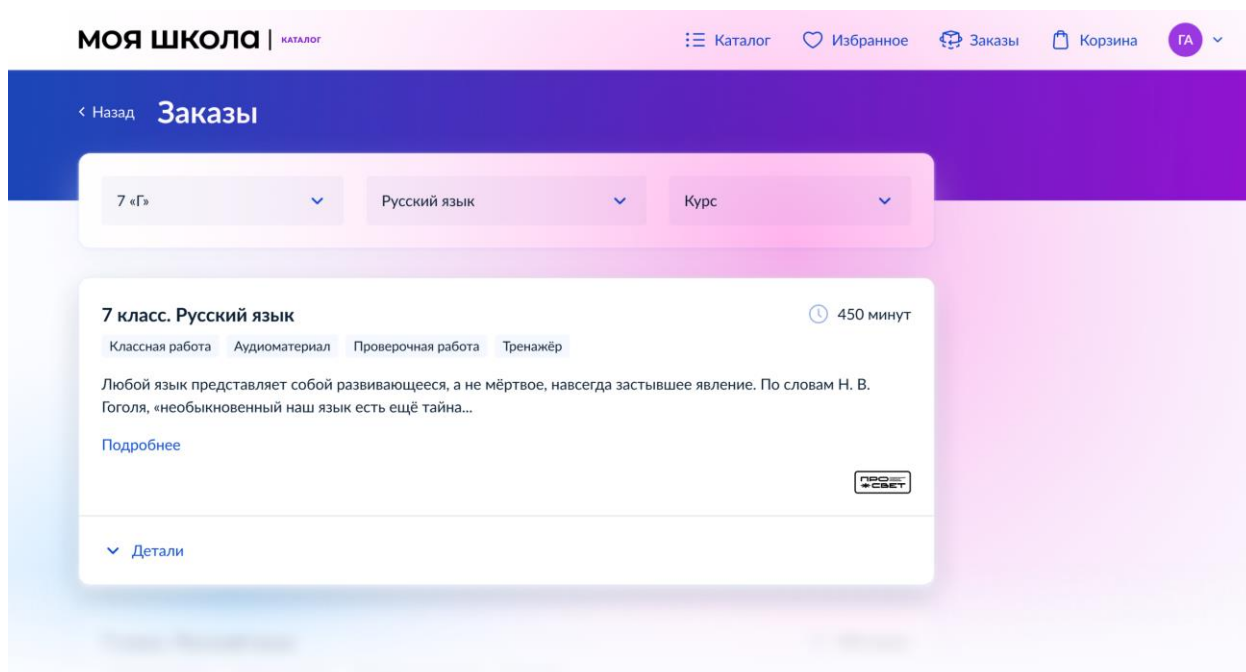 МОЯ ШКОЛА | КАТАЛОГ
Каталог
Избранное
Заказы
Корзина
ГА
Назад
Заказы
7 «Г»
Русский язык
Курс
7 класс. Русский язык
450 минут
Классная работа Аудиоматериал Проверочная работа Тренажёр
Любой язык представляет собой развивающееся, а не мёртвое, навсегда застывшее явление. По словам Н. В.
Гоголя, «необыкновенный наш язык есть ещё тайна...
Подробнее
ПРО
СВЕТ
Детали